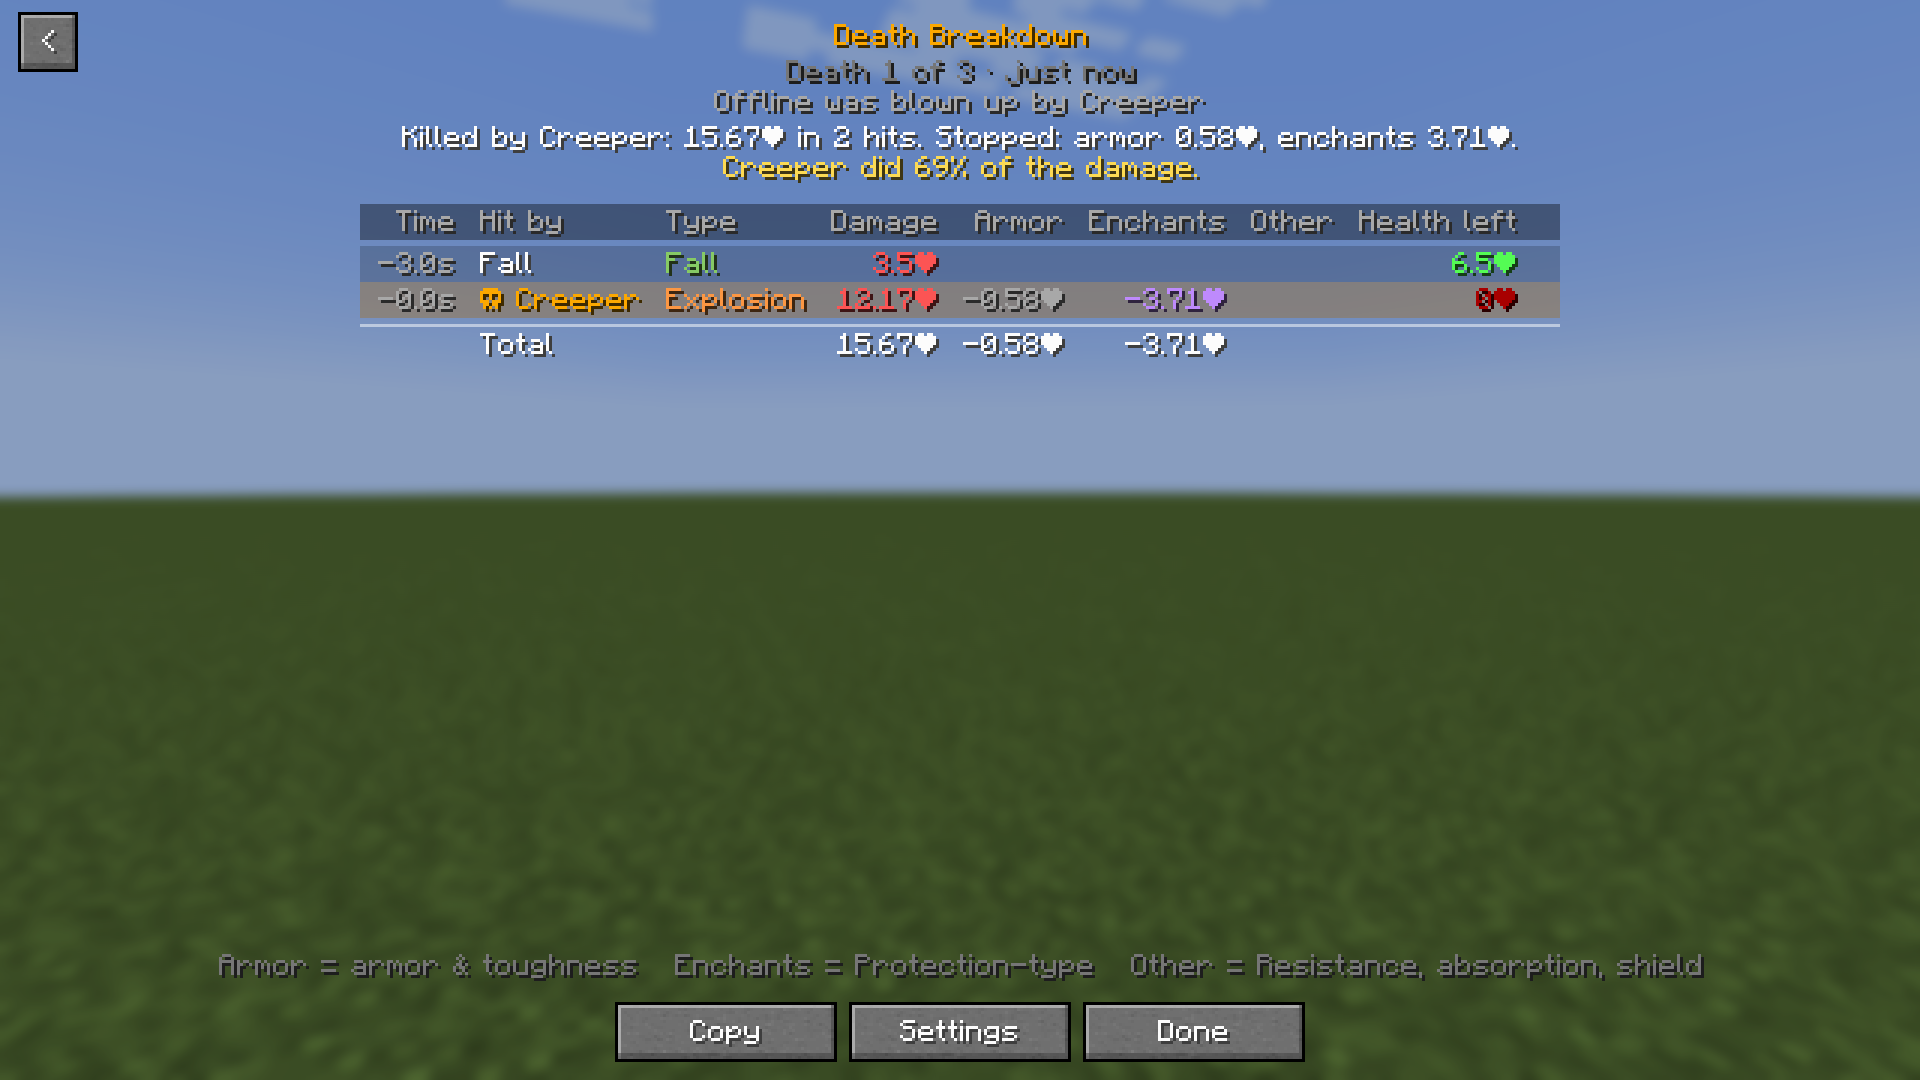 <
Death Breakdown
Death 1 of 3 · just now
Offline was blown up by Creeper
Killed by Creeper: 15.67♥ in 2 hits. Stopped: armor 0.58♥, enchants 3.71♥.
Creeper did 69% of the damage.
Time Hit by Type Damage Armor Enchants Other Health left
-3.0s Fall Fall 3.5♥ 6.5♥
-0.0s ☠ Creeper Explosion 12.17♥ -0.58♥ -3.71♥ 0♥
Total 15.67♥ -0.58♥ -3.71♥
Armor = armor & toughness Enchants = Protection-type Other = Resistance, absorption, shield
Copy Settings Done